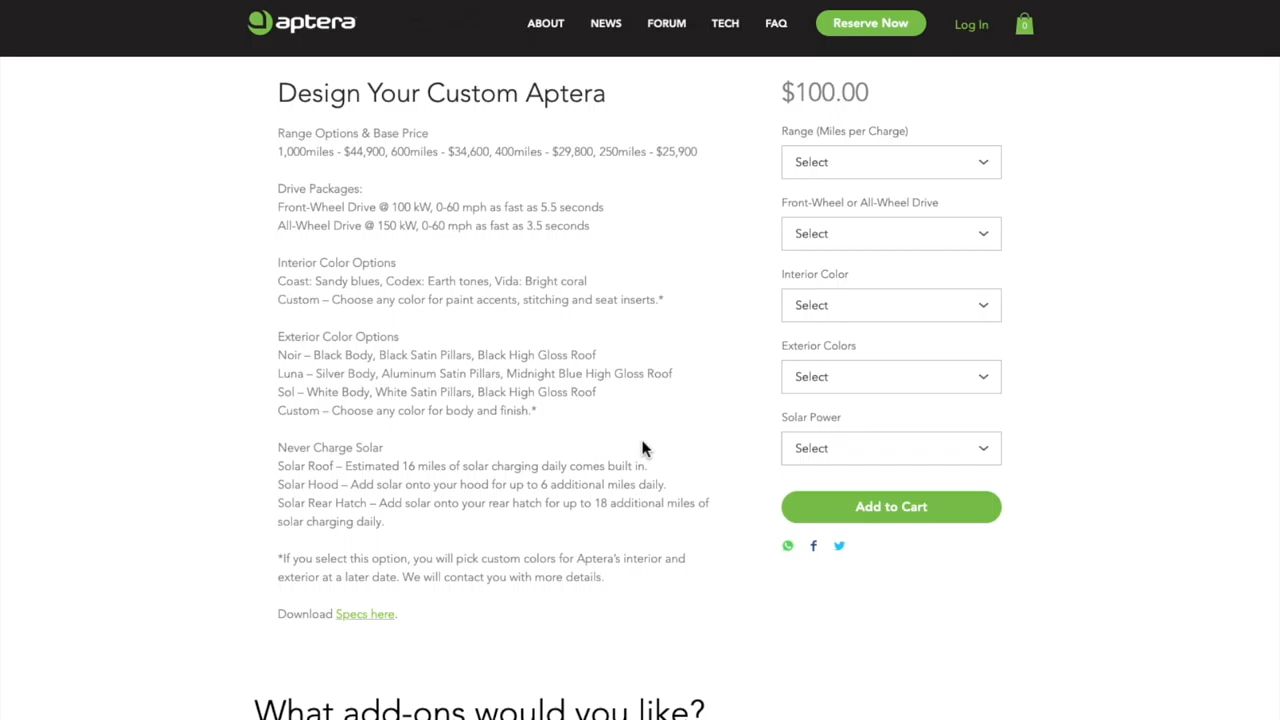 aptera
ABOUT NEWS FORUM TECH FAQ Reserve Now Log In 0
Design Your Custom Aptera
Range Options & Base Price
1,000miles - $44,900, 600miles - $34,600, 400miles - $29,800, 250miles - $25,900
Drive Packages:
Front-Wheel Drive @ 100 kW, 0-60 mph as fast as 5.5 seconds
All-Wheel Drive @ 150 kW, 0-60 mph as fast as 3.5 seconds
Interior Color Options
Coast: Sandy blues, Codex: Earth tones, Vida: Bright coral
Custom – Choose any color for paint accents, stitching and seat inserts.*
Exterior Color Options
Noir – Black Body, Black Satin Pillars, Black High Gloss Roof
Luna – Silver Body, Aluminum Satin Pillars, Midnight Blue High Gloss Roof
Sol – White Body, White Satin Pillars, Black High Gloss Roof
Custom – Choose any color for body and finish.*
Never Charge Solar
Solar Roof – Estimated 16 miles of solar charging daily comes built in.
Solar Hood – Add solar onto your hood for up to 6 additional miles daily.
Solar Rear Hatch – Add solar onto your rear hatch for up to 18 additional miles of
solar charging daily.
*If you select this option, you will pick custom colors for Aptera's interior and
exterior at a later date. We will contact you with more details.
Download Specs here.
$100.00
Range (Miles per Charge)
Select
Front-Wheel or All-Wheel Drive
Select
Interior Color
Select
Exterior Colors
Select
Solar Power
Select
Add to Cart
What add-ons would you like?